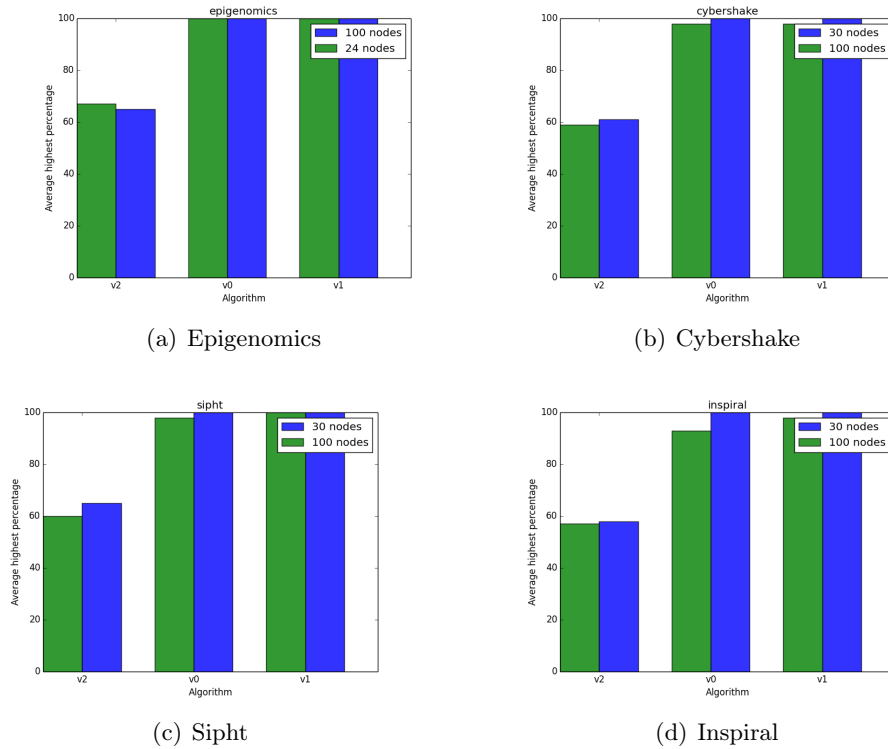 epigenomics
100 nodes
24 nodes
100
80
60
40
20
0
Average highest percentage
v2 v0 v1
Algorithm
(a) Epigenomics
cybershake
30 nodes
100 nodes
100
80
60
40
20
0
Average highest percentage
v2 v0 v1
Algorithm
(b) Cybershake
sipht
30 nodes
100 nodes
100
80
60
40
20
0
Average highest percentage
v2 v0 v1
Algorithm
(c) Sipht
inspiral
30 nodes
100 nodes
100
80
60
40
20
0
Average highest percentage
v2 v0 v1
Algorithm
(d) Inspiral